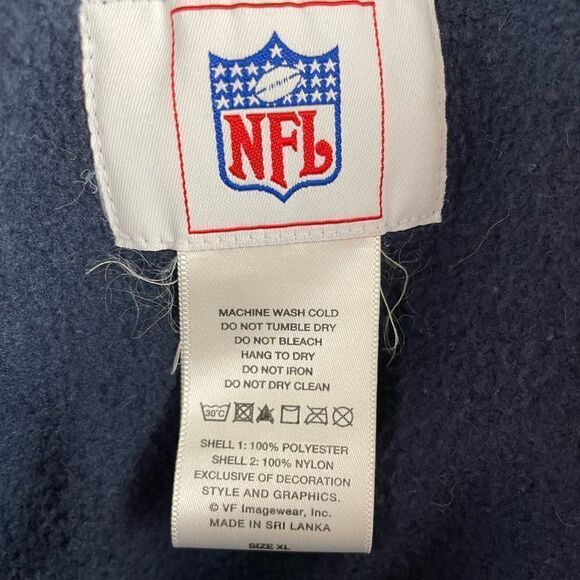 NFL
MACHINE WASH COLD
DO NOT TUMBLE DRY
DO NOT BLEACH
HANG TO DRY
DO NOT IRON
DO NOT DRY CLEAN
30°C
SHELL 1: 100% POLYESTER
SHELL 2: 100% NYLON
EXCLUSIVE OF DECORATION
STYLE AND GRAPHICS.
© VF Imagewear, Inc.
MADE IN SRI LANKA
SIZE XL